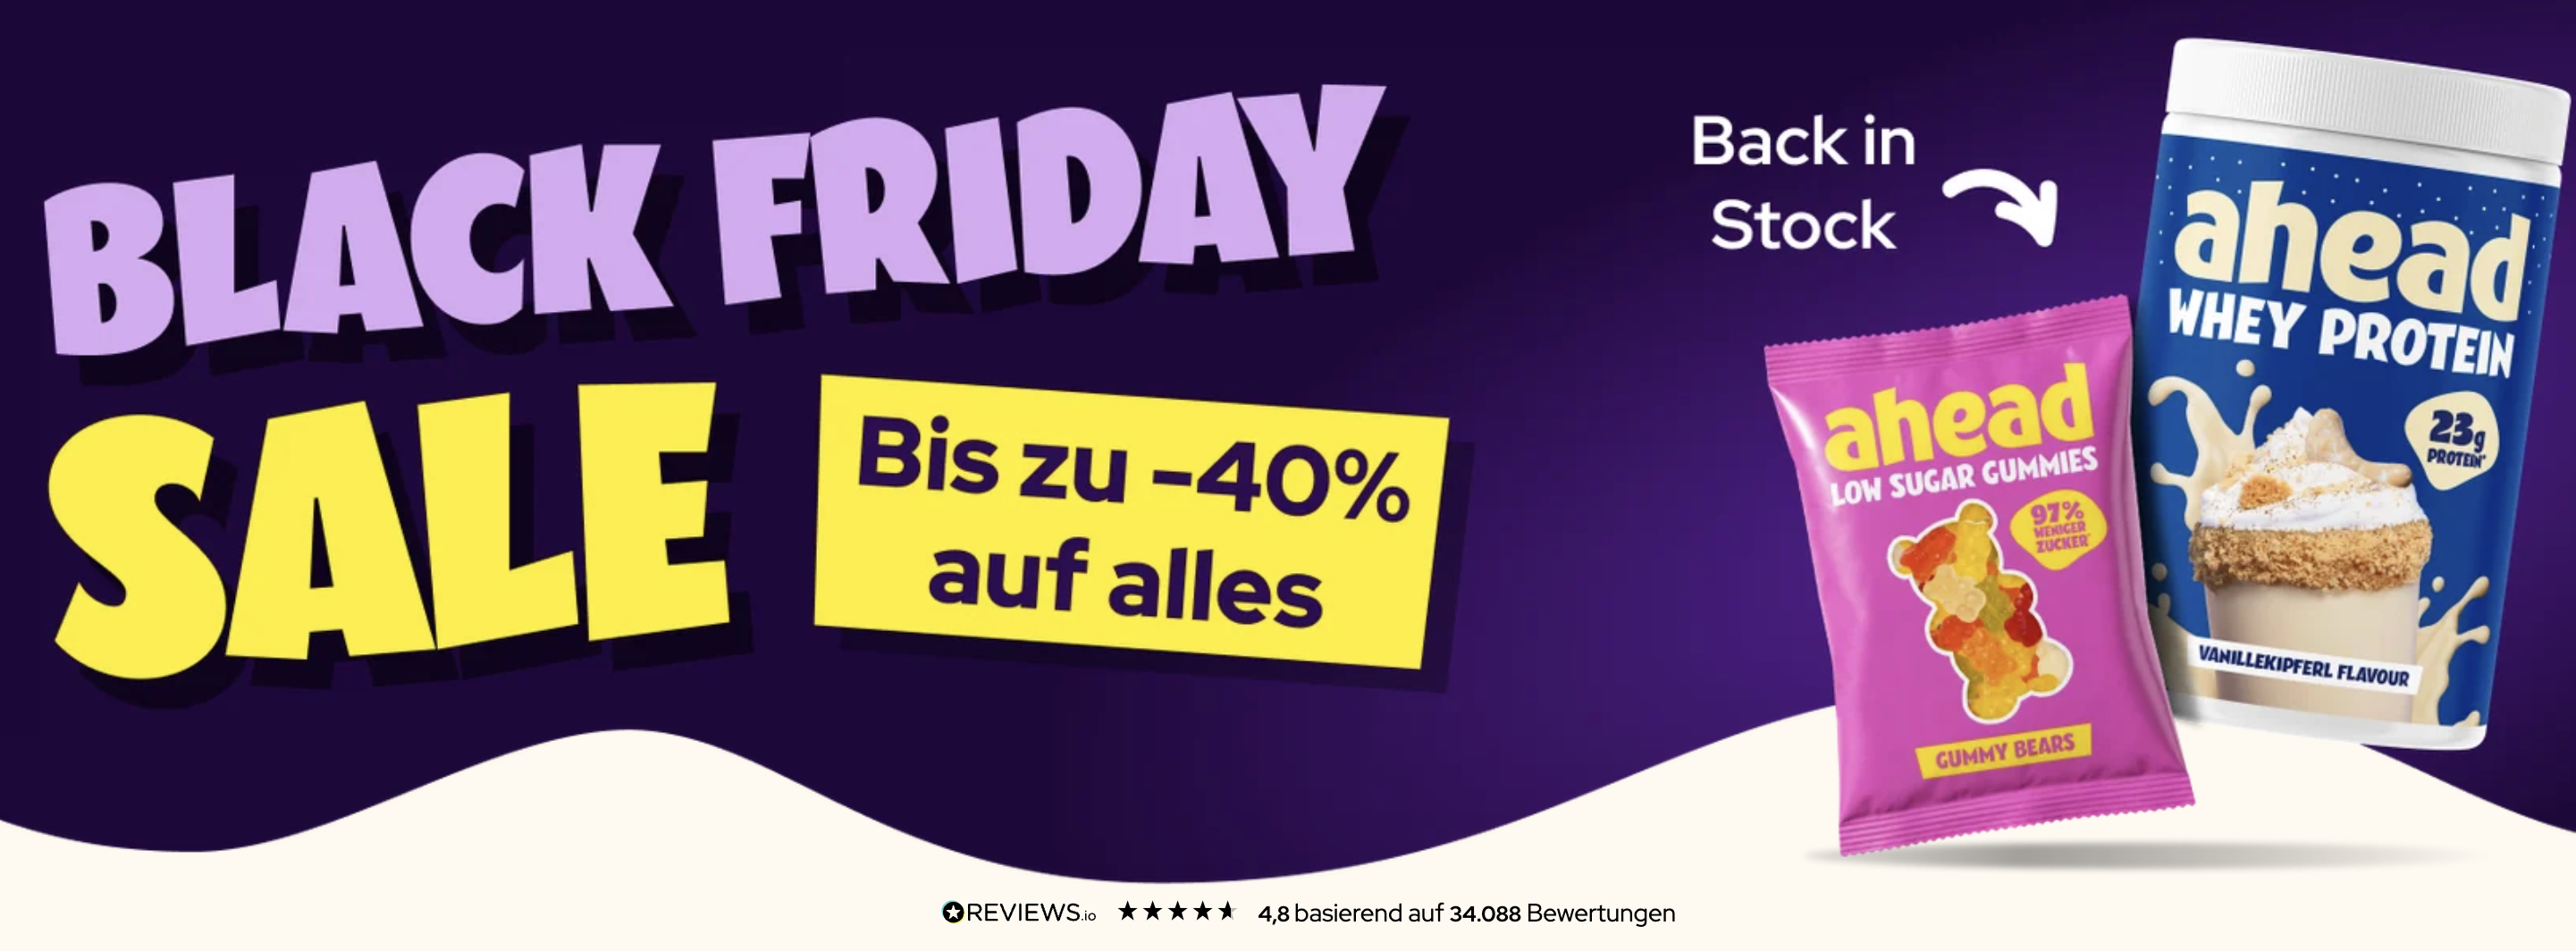 BLACK FRIDAY
SALE
Bis zu -40%
auf alles
Back in
Stock
ahead
WHEY PROTEIN
23g
PROTEIN*
VANILLEKIPFERL FLAVOUR
ahead
LOW SUGAR GUMMIES
97%
WENIGER
ZUCKER*
GUMMY BEARS
REVIEWS.io 4,8 basierend auf 34.088 Bewertungen